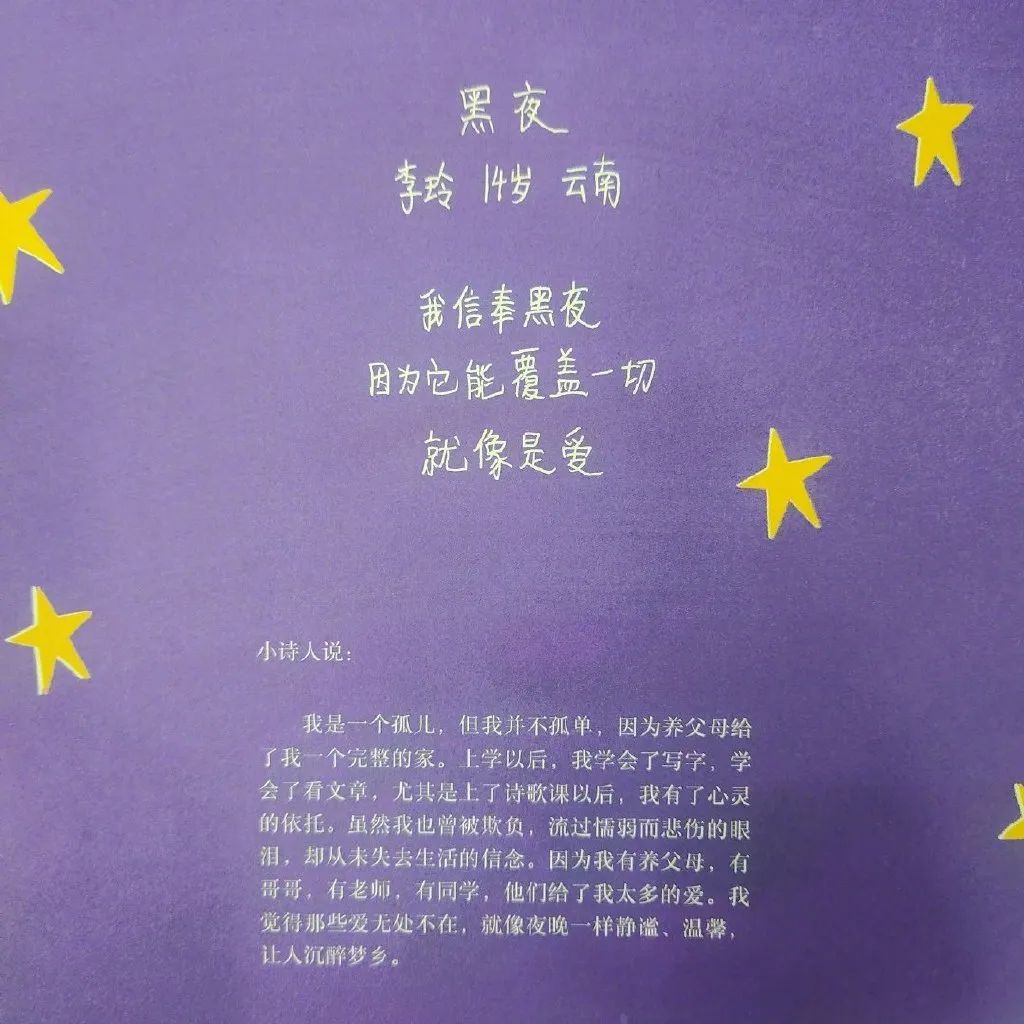 黑夜
李玲 14岁 云南
我信奉黑夜
因为它能覆盖一切
就像是爱
小诗人说：
我是一个孤儿，但我并不孤单，因为养父母给
了我一个完整的家。上学以后，我学会了写字，学
会了看文章，尤其是上了诗歌课以后，我有了心灵
的依托。虽然我也曾被欺负，流过懦弱而悲伤的眼
泪，却从未失去生活的信念。因为我有养父母，有
哥哥，有老师，有同学，他们给了我太多的爱。我
觉得那些爱无处不在，就像夜晚一样静谧、温馨，
让人沉醉梦乡。